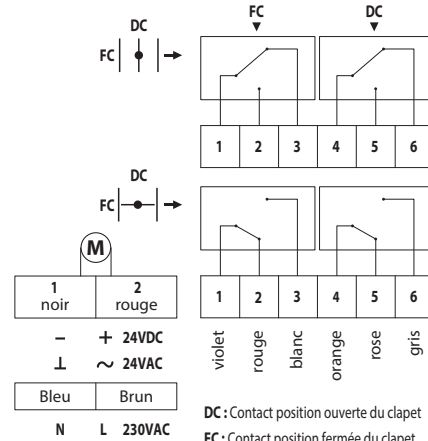 FC DC
▼ ▼
DC
FC
1 2 3 4 5 6
DC
FC
M
1 2
noir rouge
1 2 3 4 5 6
violet rouge blanc orange rose gris
– + 24VDC
⊥ ~ 24VAC
Bleu Brun
N L 230VAC
DC : Contact position ouverte du clapet
FC : Contact position fermée du clapet